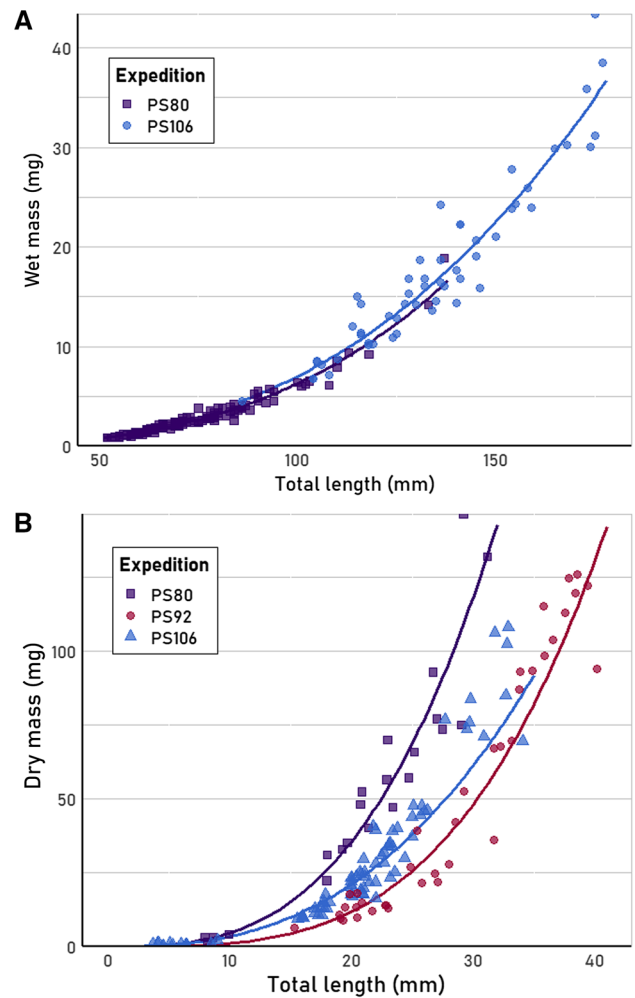 A
Expedition
PS80
PS106
Wet mass (mg)
40
30
20
10
0
50 100 150
Total length (mm)
B
Expedition
PS80
PS92
PS106
Dry mass (mg)
100
50
0
0 10 20 30 40
Total length (mm)